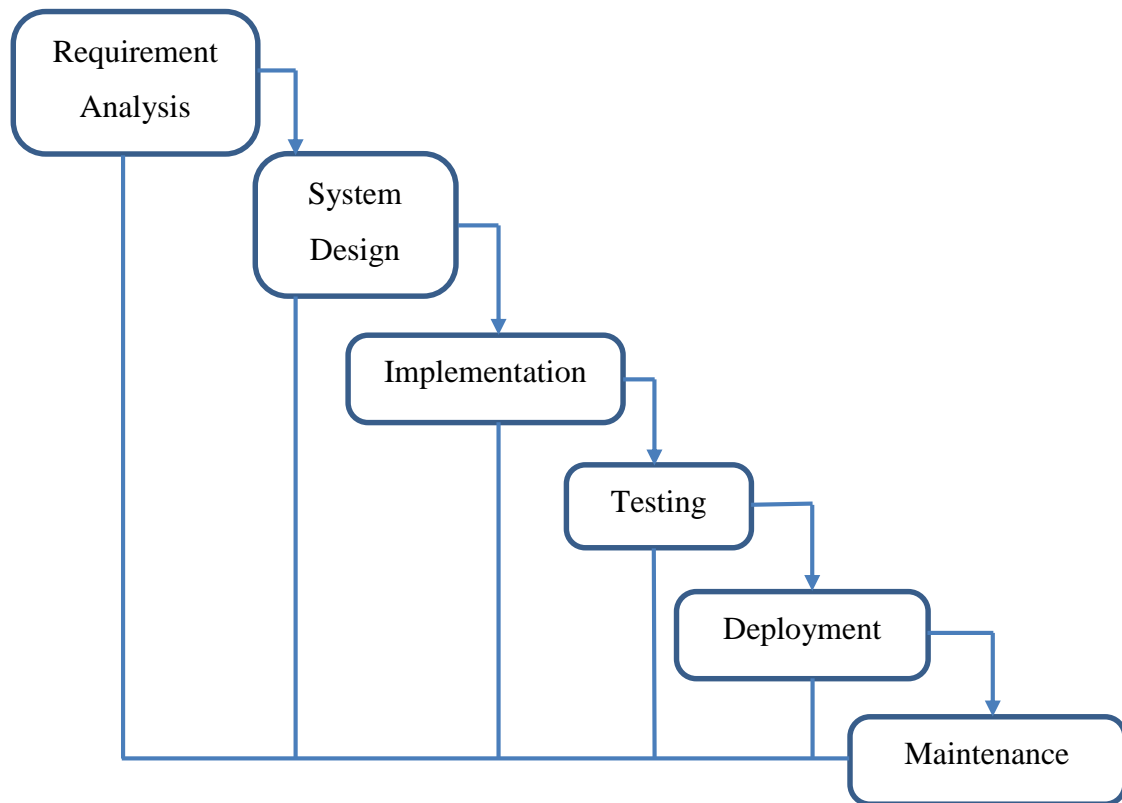 Requirement
Analysis
System
Design
Implementation
Testing
Deployment
Maintenance